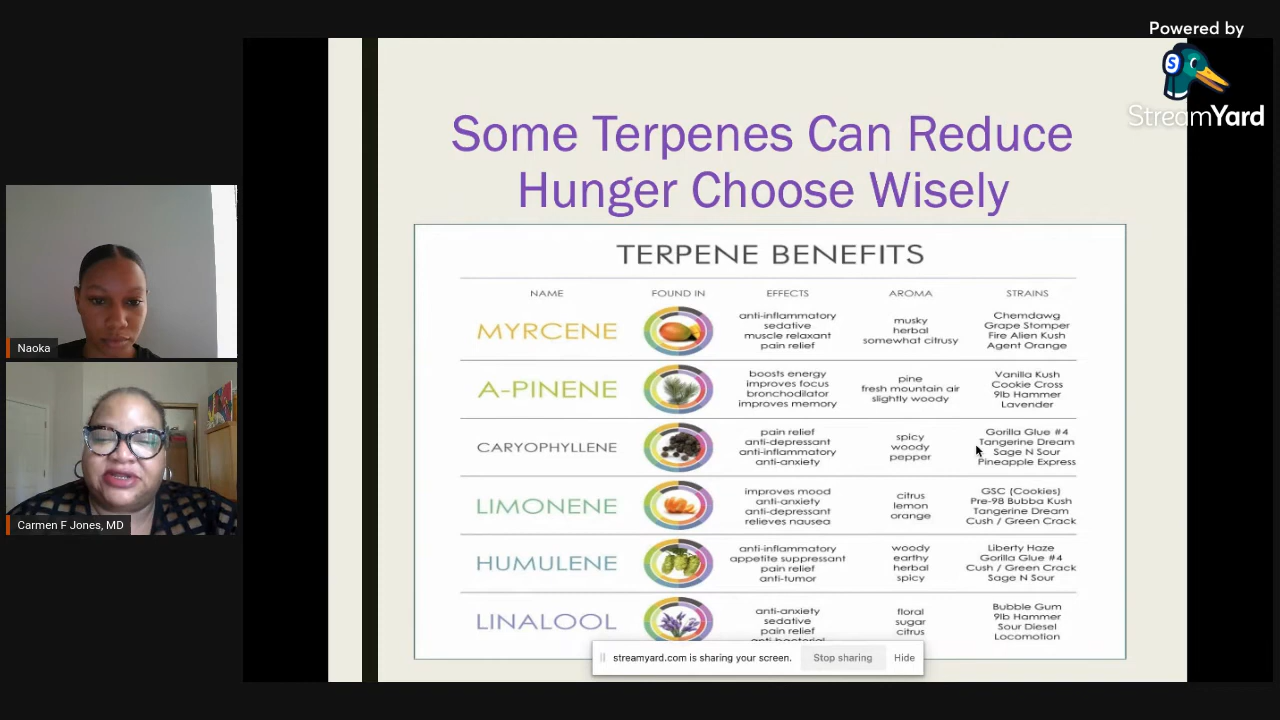 Powered by
StreamYard
Some Terpenes Can Reduce
Hunger Choose Wisely
TERPENE BENEFITS
NAME FOUND IN EFFECTS AROMA STRAINS
MYRCENE
anti-inflammatory
sedative
muscle relaxant
pain relief
musky
herbal
somewhat citrusy
Chemdawg
Grape Stomper
Fire Alien Kush
Agent Orange
A-PINENE
boosts energy
improves focus
bronchodilator
improves memory
pine
fresh mountain air
slightly woody
Vanilla Kush
Cookie Cross
9lb Hammer
Lavender
CARYOPHYLLENE
pain relief
anti-depressant
anti-inflammatory
anti-anxiety
spicy
woody
pepper
Gorilla Glue #4
Tangerine Dream
Sage N Sour
Pineapple Express
LIMONENE
improves mood
anti-anxiety
anti-depressant
relieves nausea
citrus
lemon
orange
GSC (Cookies)
Pre-98 Bubba Kush
Tangerine Dream
Cush / Green Crack
HUMULENE
anti-inflammatory
appetite suppressant
pain relief
anti-tumor
woody
earthy
herbal
spicy
Liberty Haze
Gorilla Glue #4
Cush / Green Crack
Sage N Sour
LINALOOL
anti-anxiety
sedative
pain relief
anti-bacterial
floral
sugar
citrus
Bubble Gum
9lb Hammer
Sour Diesel
Locomotion
streamyard.com is sharing your screen. Stop sharing Hide
Naoka
Carmen F Jones, MD